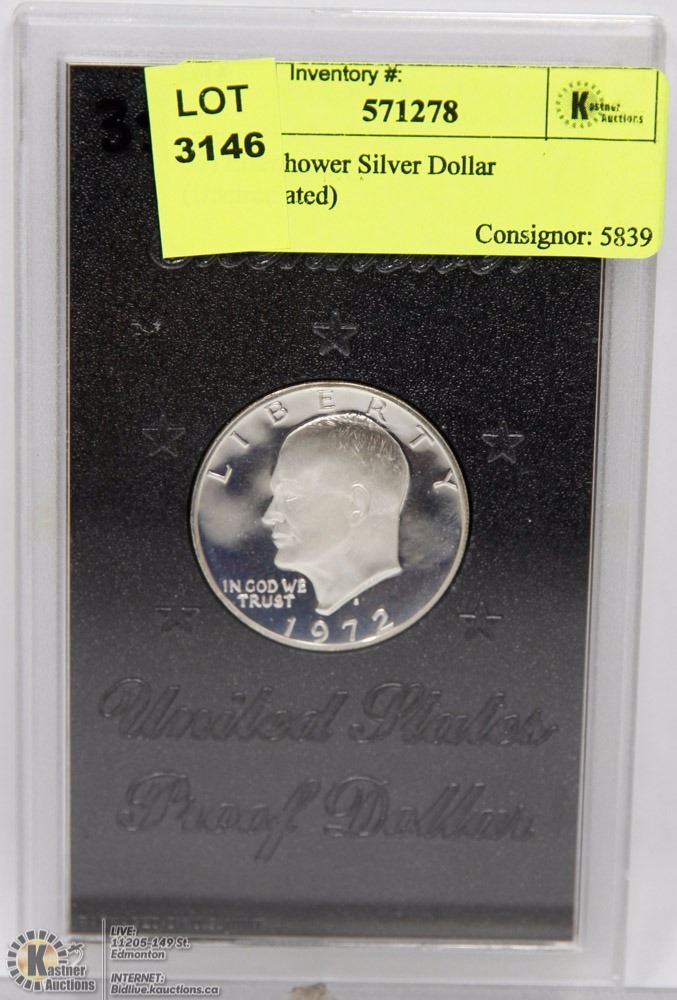 LOT
3146
Inventory #:
571278
Kastner
Auctions
hower Silver Dollar
ated)
Consignor: 5839
LIBERTY
IN GOD WE
TRUST
S
1972
United States
Proof Dollar
Kastner
Auctions
LIVE:
11205-149 St.
Edmonton
INTERNET:
Bidlive.kauctions.ca